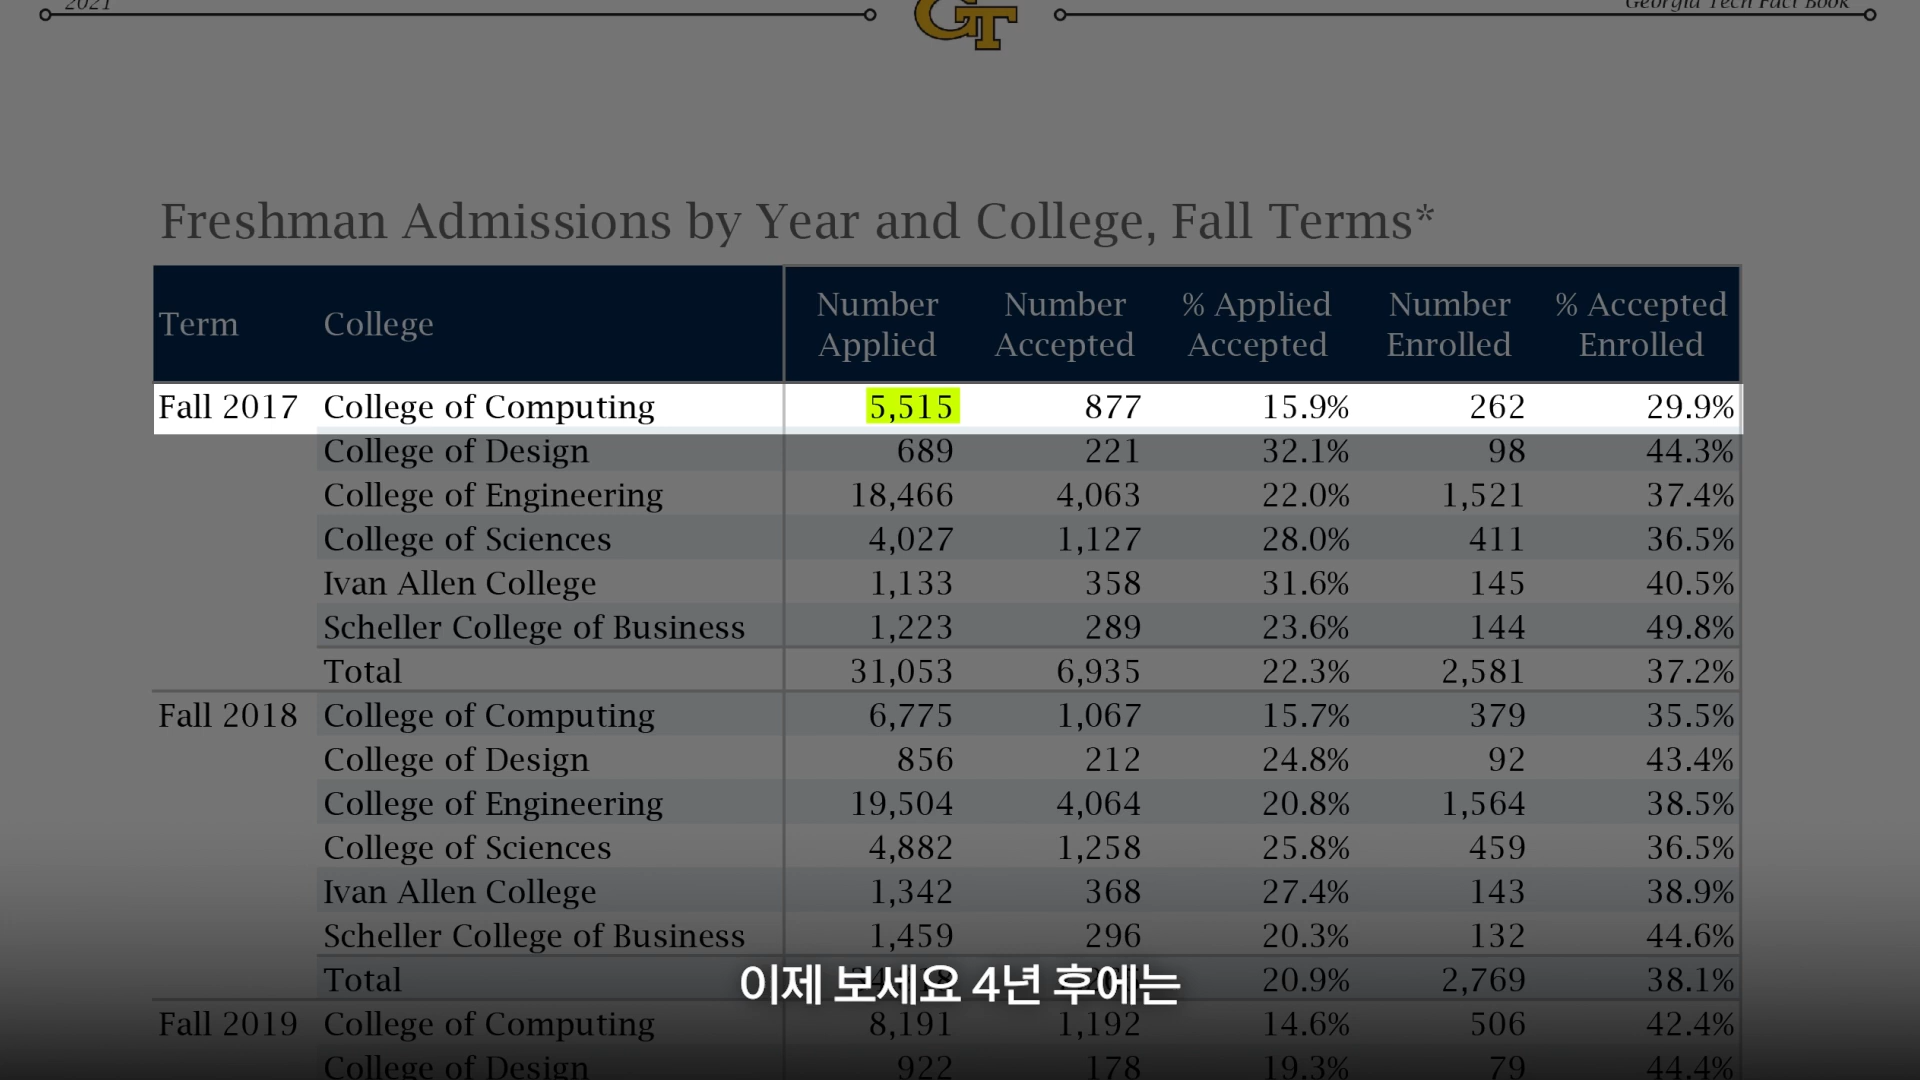 2021
Georgia Tech Fact Book
GT
Freshman Admissions by Year and College, Fall Terms*
Term College Number Applied Number Accepted % Applied Accepted Number Enrolled % Accepted Enrolled
Fall 2017 College of Computing 5,515 877 15.9% 262 29.9%
College of Design 689 221 32.1% 98 44.3%
College of Engineering 18,466 4,063 22.0% 1,521 37.4%
College of Sciences 4,027 1,127 28.0% 411 36.5%
Ivan Allen College 1,133 358 31.6% 145 40.5%
Scheller College of Business 1,223 289 23.6% 144 49.8%
Total 31,053 6,935 22.3% 2,581 37.2%
Fall 2018 College of Computing 6,775 1,067 15.7% 379 35.5%
College of Design 856 212 24.8% 92 43.4%
College of Engineering 19,504 4,064 20.8% 1,564 38.5%
College of Sciences 4,882 1,258 25.8% 459 36.5%
Ivan Allen College 1,342 368 27.4% 143 38.9%
Scheller College of Business 1,459 296 20.3% 132 44.6%
Total 20.9% 2,769 38.1%
이제 보세요 4년 후에는
Fall 2019 College of Computing 8,191 1,192 14.6% 506 42.4%
College of Design 922 178 19.3% 79 44.4%